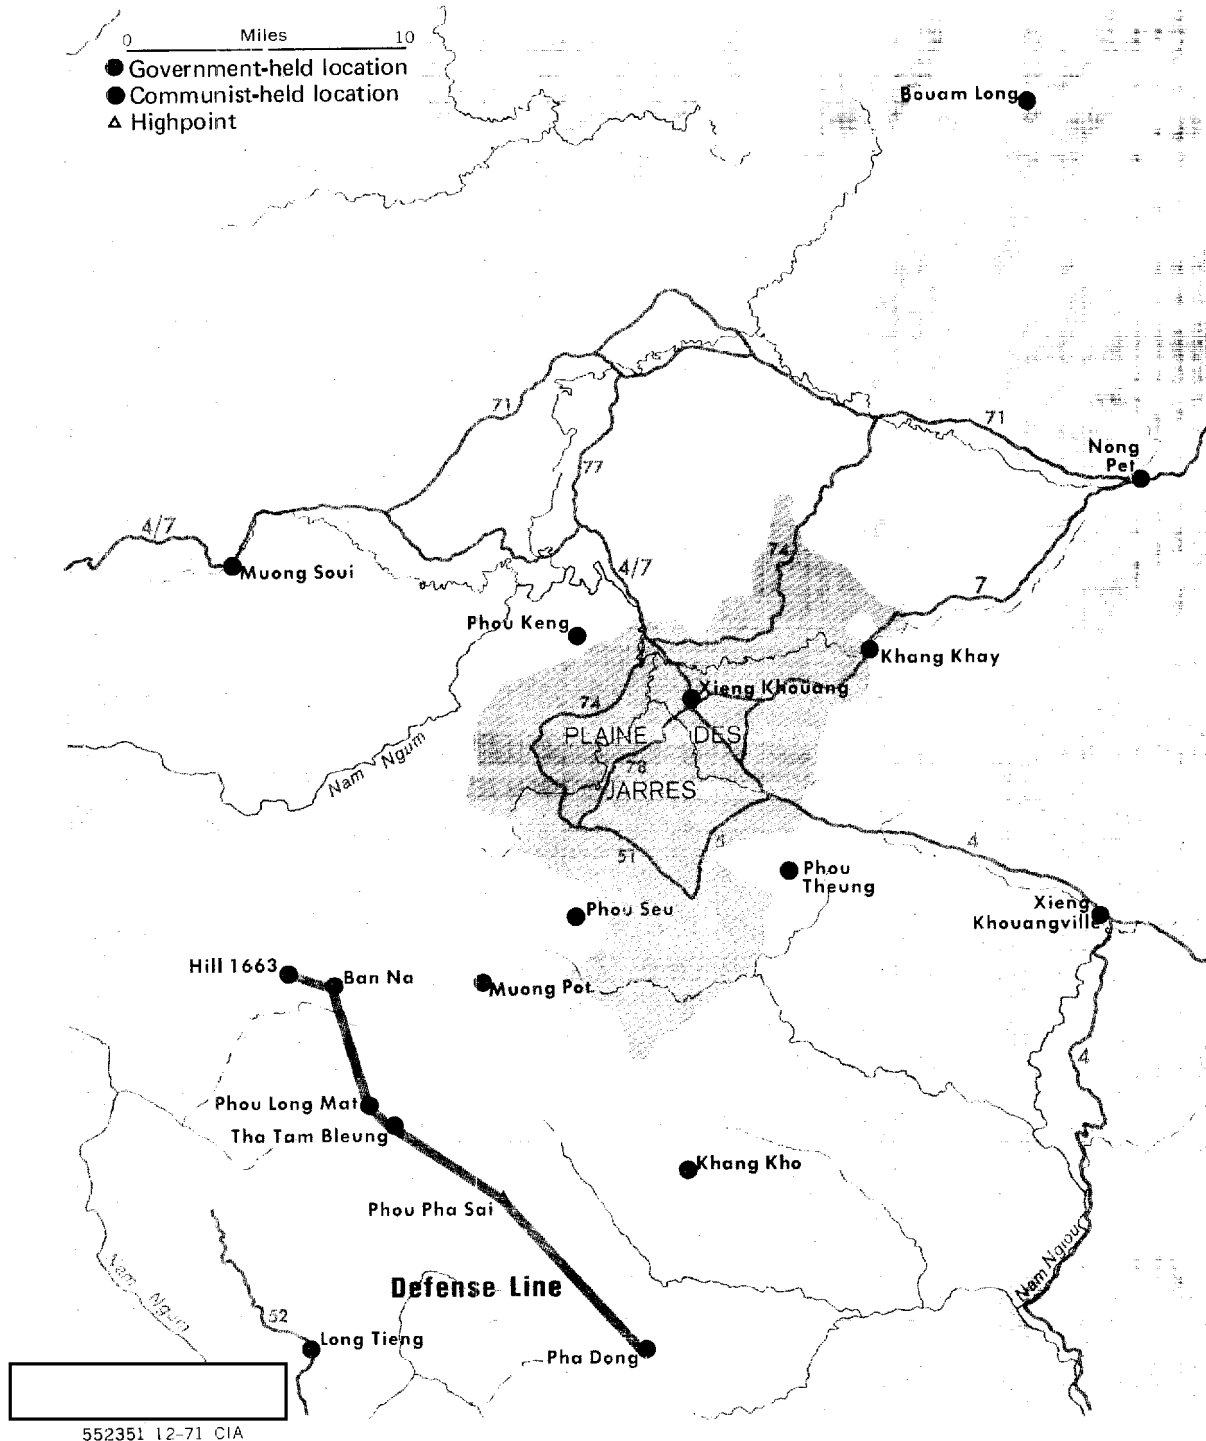 0 Miles 10
Government-held location
Communist-held location
Highpoint
Bouam Long
71
71
Nong
Pet
77
4/7
74
4/7
Muong Soui
7
Phou Keng
Khang Khay
Xieng Khouang
74
PLAINE DES
78
JARRES
4
51
Phou
Theung
Xieng
Khouangville
Phou Seu
Hill 1663
Ban Na
Muong Pot
4
Phou Long Mat
Tha Tam Bleung
Khang Kho
Phou Pha Sai
Nam Ngum
Nam Ngiou
Defense Line
Nam Ngum
52
Long Tieng
Pha Dong
552351 12-71 CIA